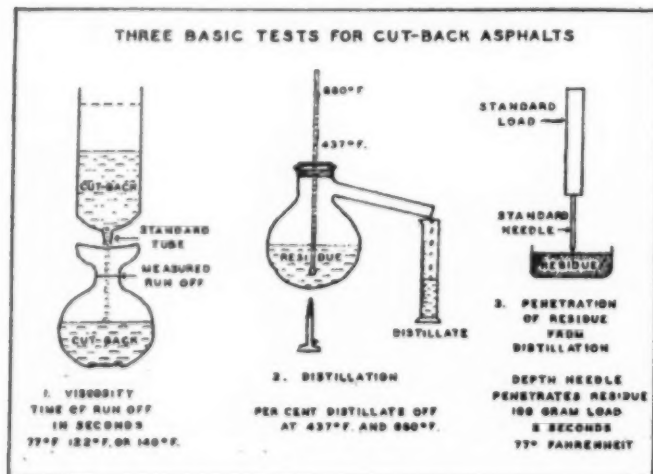 THREE BASIC TESTS FOR CUT-BACK ASPHALTS
CUT-BACK
STANDARD
TUBE
MEASURED
RUN OFF
CUT-BACK
1. VISCOSITY
TIME OF RUN OFF
IN SECONDS
77°F 122°F. OR 140°F.
680°F
437°F.
RESIDUE
DISTILLATE
2. DISTILLATION
PER CENT DISTILLATE OFF
AT 437°F. AND 680°F.
STANDARD
LOAD
STANDARD
NEEDLE
RESIDUE
3. PENETRATION
OF RESIDUE
FROM
DISTILLATION
DEPTH NEEDLE
PENETRATES RESIDUE
100 GRAM LOAD
5 SECONDS
77° FAHRENHEIT